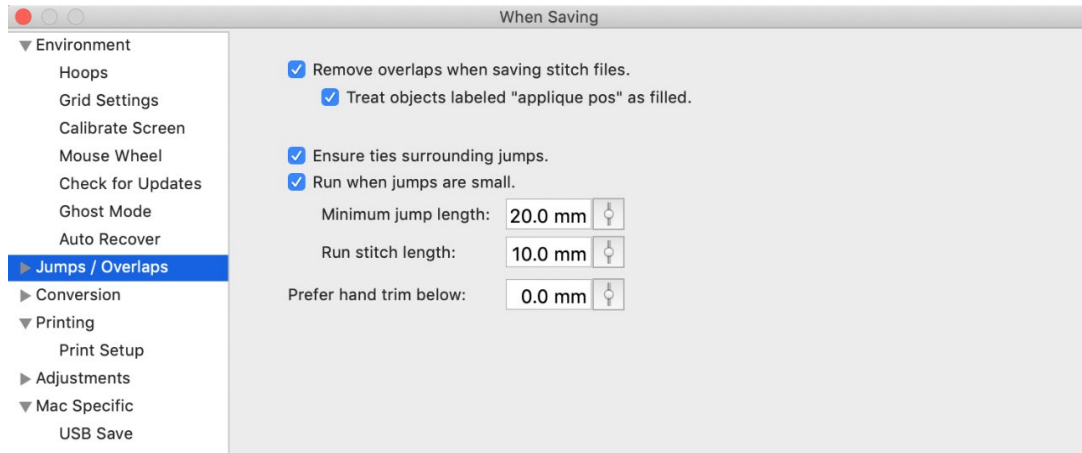 When Saving
Environment
Hoops
Grid Settings
Calibrate Screen
Mouse Wheel
Check for Updates
Ghost Mode
Auto Recover
Jumps / Overlaps
Conversion
Printing
Print Setup
Adjustments
Mac Specific
USB Save
Remove overlaps when saving stitch files.
Treat objects labeled "applique pos" as filled.
Ensure ties surrounding jumps.
Run when jumps are small.
Minimum jump length: 20.0 mm
Run stitch length: 10.0 mm
Prefer hand trim below: 0.0 mm